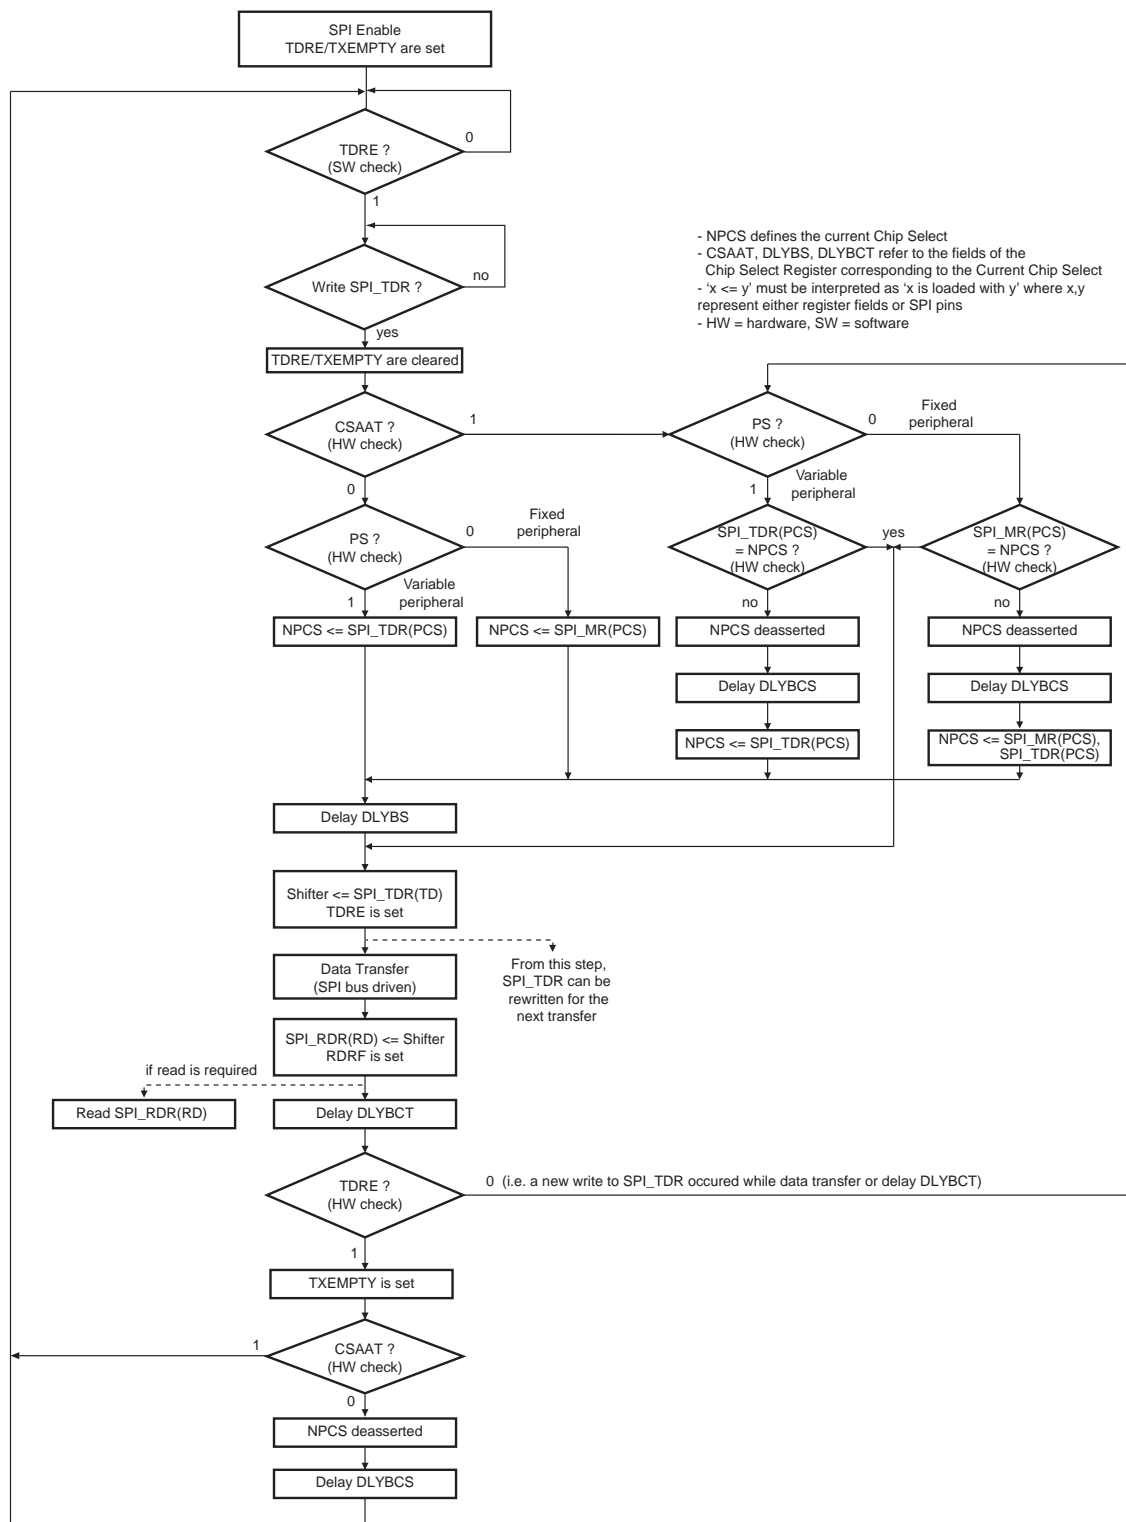 SPI Enable
TDRE/TXEMPTY are set
TDRE ?
(SW check)
0
1
- NPCS defines the current Chip Select
- CSAAT, DLYBS, DLYBCT refer to the fields of the
Chip Select Register corresponding to the Current Chip Select
- ‘x <= y’ must be interpreted as ‘x is loaded with y’ where x,y
represent either register fields or SPI pins
- HW = hardware, SW = software
Write SPI_TDR ?
no
yes
TDRE/TXEMPTY are cleared
CSAAT ?
(HW check)
1
0
PS ?
(HW check)
0
Fixed
peripheral
1
Variable
peripheral
PS ?
(HW check)
0
Fixed
peripheral
1
Variable
peripheral
SPI_TDR(PCS)
= NPCS ?
(HW check)
yes
no
SPI_MR(PCS)
= NPCS ?
(HW check)
no
NPCS <= SPI_TDR(PCS)
NPCS <= SPI_MR(PCS)
NPCS deasserted
NPCS deasserted
Delay DLYBCS
Delay DLYBCS
NPCS <= SPI_TDR(PCS)
NPCS <= SPI_MR(PCS),
SPI_TDR(PCS)
Delay DLYBS
Shifter <= SPI_TDR(TD)
TDRE is set
Data Transfer
(SPI bus driven)
From this step,
SPI_TDR can be
rewritten for the
next transfer
SPI_RDR(RD) <= Shifter
RDRF is set
if read is required
Read SPI_RDR(RD)
Delay DLYBCT
TDRE ?
(HW check)
0 (i.e. a new write to SPI_TDR occured while data transfer or delay DLYBCT)
1
TXEMPTY is set
CSAAT ?
(HW check)
1
0
NPCS deasserted
Delay DLYBCS